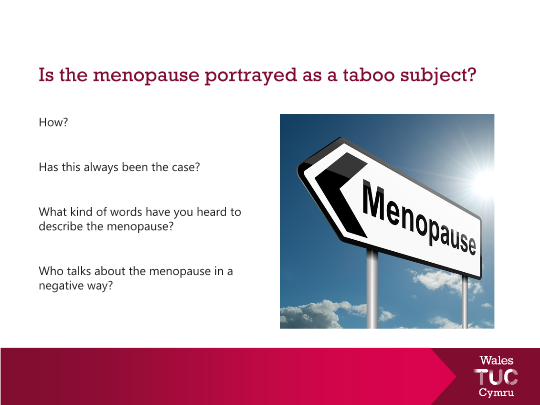 Is the menopause portrayed as a taboo subject?
How?
Has this always been the case?
What kind of words have you heard to
describe the menopause?
Who talks about the menopause in a
negative way?
Menopause
Wales
TUC
Cymru